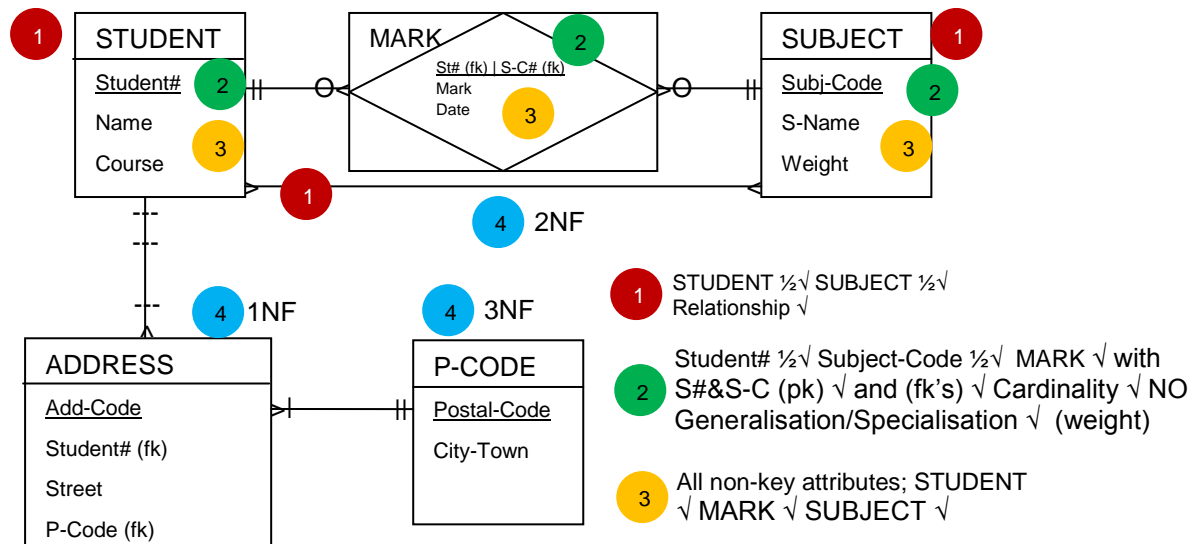 1
STUDENT
Student#
2
Name
3
Course
MARK
2
St# (fk) | S-C# (fk)
Mark
Date
3
SUBJECT
1
Subj-Code
2
S-Name
3
Weight
1
4 2NF
4 1NF
4 3NF
ADDRESS
Add-Code
Student# (fk)
Street
P-Code (fk)
P-CODE
Postal-Code
City-Town
1
STUDENT ½√ SUBJECT ½√
Relationship √
2
Student# ½√ Subject-Code ½√ MARK √ with
S#&S-C (pk) √ and (fk's) √ Cardinality √ NO
Generalisation/Specialisation √ (weight)
3
All non-key attributes; STUDENT
√ MARK √ SUBJECT √